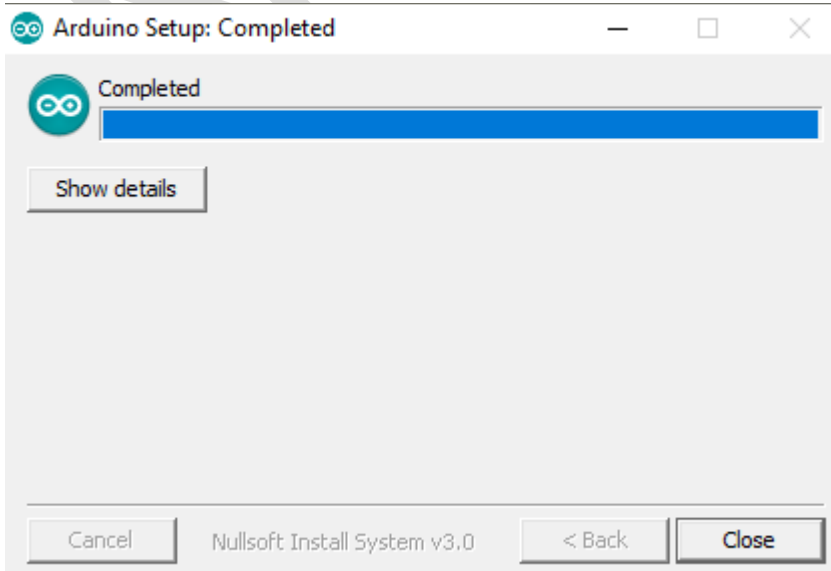 Arduino Setup: Completed
Completed
Show details
Cancel Nullsoft Install System v3.0 < Back Close